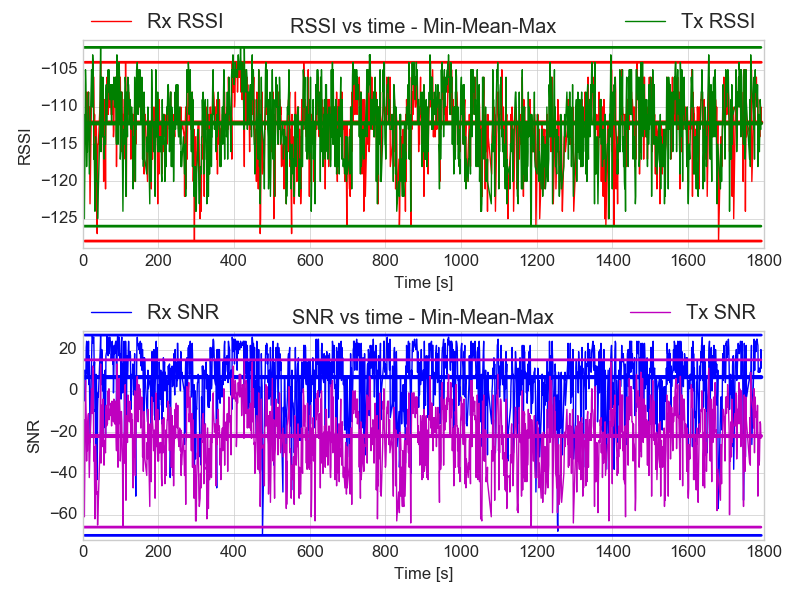 Rx RSSI
RSSI vs time - Min-Mean-Max
Tx RSSI
−105
−110
−115
−120
−125
RSSI
0 200 400 600 800 1000 1200 1400 1600 1800
Time [s]
Rx SNR
SNR vs time - Min-Mean-Max
Tx SNR
20
0
−20
−40
−60
SNR
0 200 400 600 800 1000 1200 1400 1600 1800
Time [s]